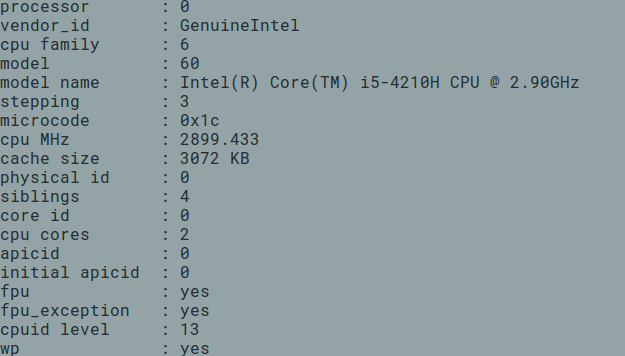 processor : 0
vendor_id : GenuineIntel
cpu family : 6
model : 60
model name : Intel(R) Core(TM) i5-4210H CPU @ 2.90GHz
stepping : 3
microcode : 0x1c
cpu MHz : 2899.433
cache size : 3072 KB
physical id : 0
siblings : 4
core id : 0
cpu cores : 2
apicid : 0
initial apicid : 0
fpu : yes
fpu_exception : yes
cpuid level : 13
wp : yes